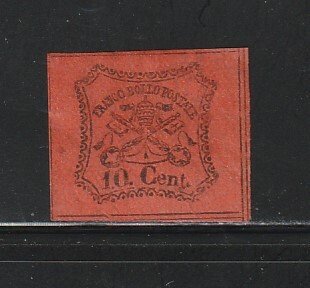 FRANCO BOLLO POSTALE
10. Cent.